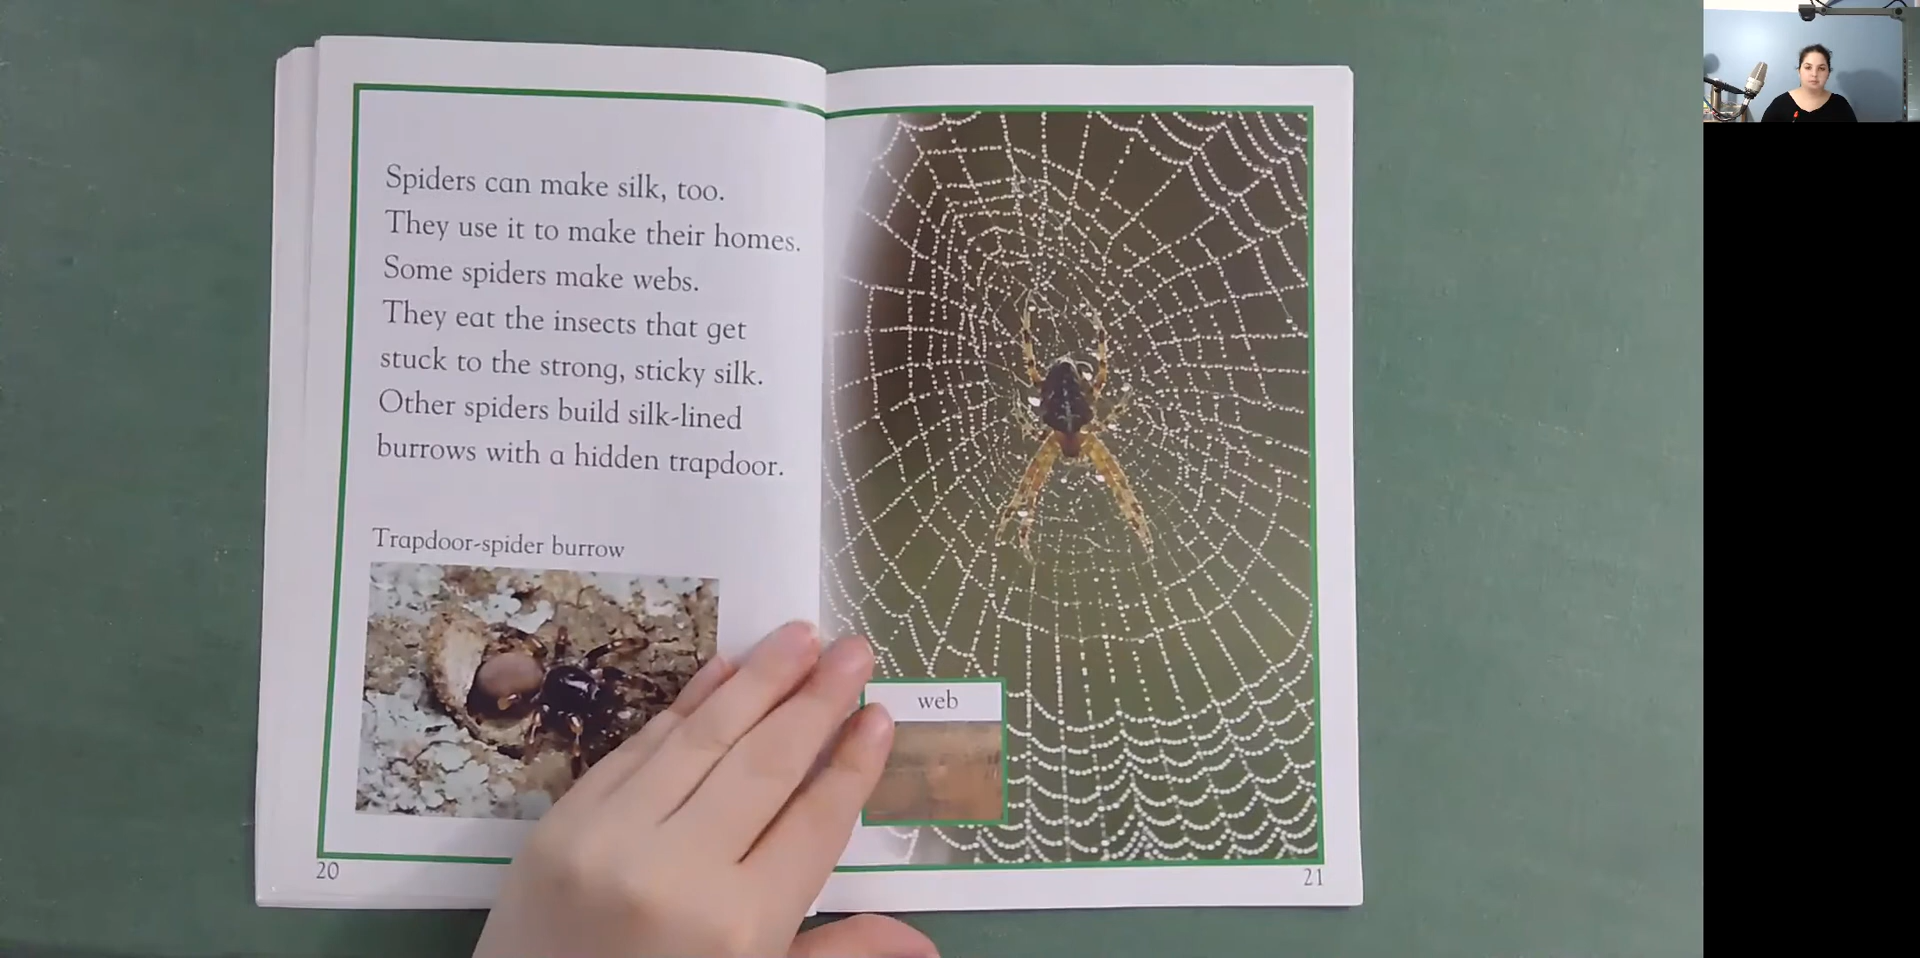 Spiders can make silk, too.
They use it to make their homes.
Some spiders make webs.
They eat the insects that get
stuck to the strong, sticky silk.
Other spiders build silk-lined
burrows with a hidden trapdoor.
Trapdoor-spider burrow
20
web
21